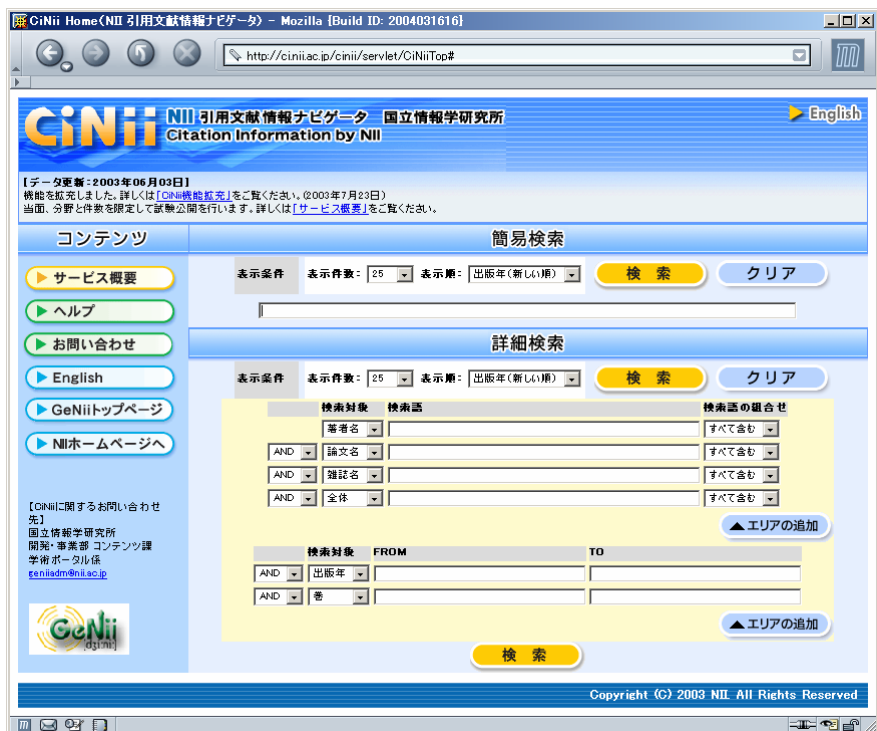 CiNii Home(NII 引用文献情報ナビゲータ) - Mozilla {Build ID: 2004031616}
http://ci.nii.ac.jp/cinii/servlet/CiNiiTop#
CiNii NII 引用文献情報ナビゲータ 国立情報学研究所
Citation Information by NII
English
【データ更新:2003年06月03日】
機能を拡充しました。詳しくは「CiNii機能拡充」をご覧ください。(2003年7月23日)
当面、分野と件数を限定して試験公開を行います。詳しくは「サービス概要」をご覧ください。
コンテンツ
サービス概要
ヘルプ
お問い合わせ
English
GeNiiトップページ
NIIホームページへ
【CiNiiに関するお問い合わせ
先】
国立情報学研究所
開発・事業部 コンテンツ課
学術ポータル係
geniiadm@nii.ac.jp
GeNii
[dʒi:ni:]
簡易検索
表示条件 表示件数: 25 表示順: 出版年(新しい順) 検索 クリア
詳細検索
表示条件 表示件数: 25 表示順: 出版年(新しい順) 検索 クリア
検索対象 検索語 検索語の組合せ
著者名 すべて含む
AND 論文名 すべて含む
AND 雑誌名 すべて含む
AND 全体 すべて含む
▲エリアの追加
検索対象 FROM TO
AND 出版年
AND 巻
▲エリアの追加
検索
Copyright (C) 2003 NII. All Rights Reserved